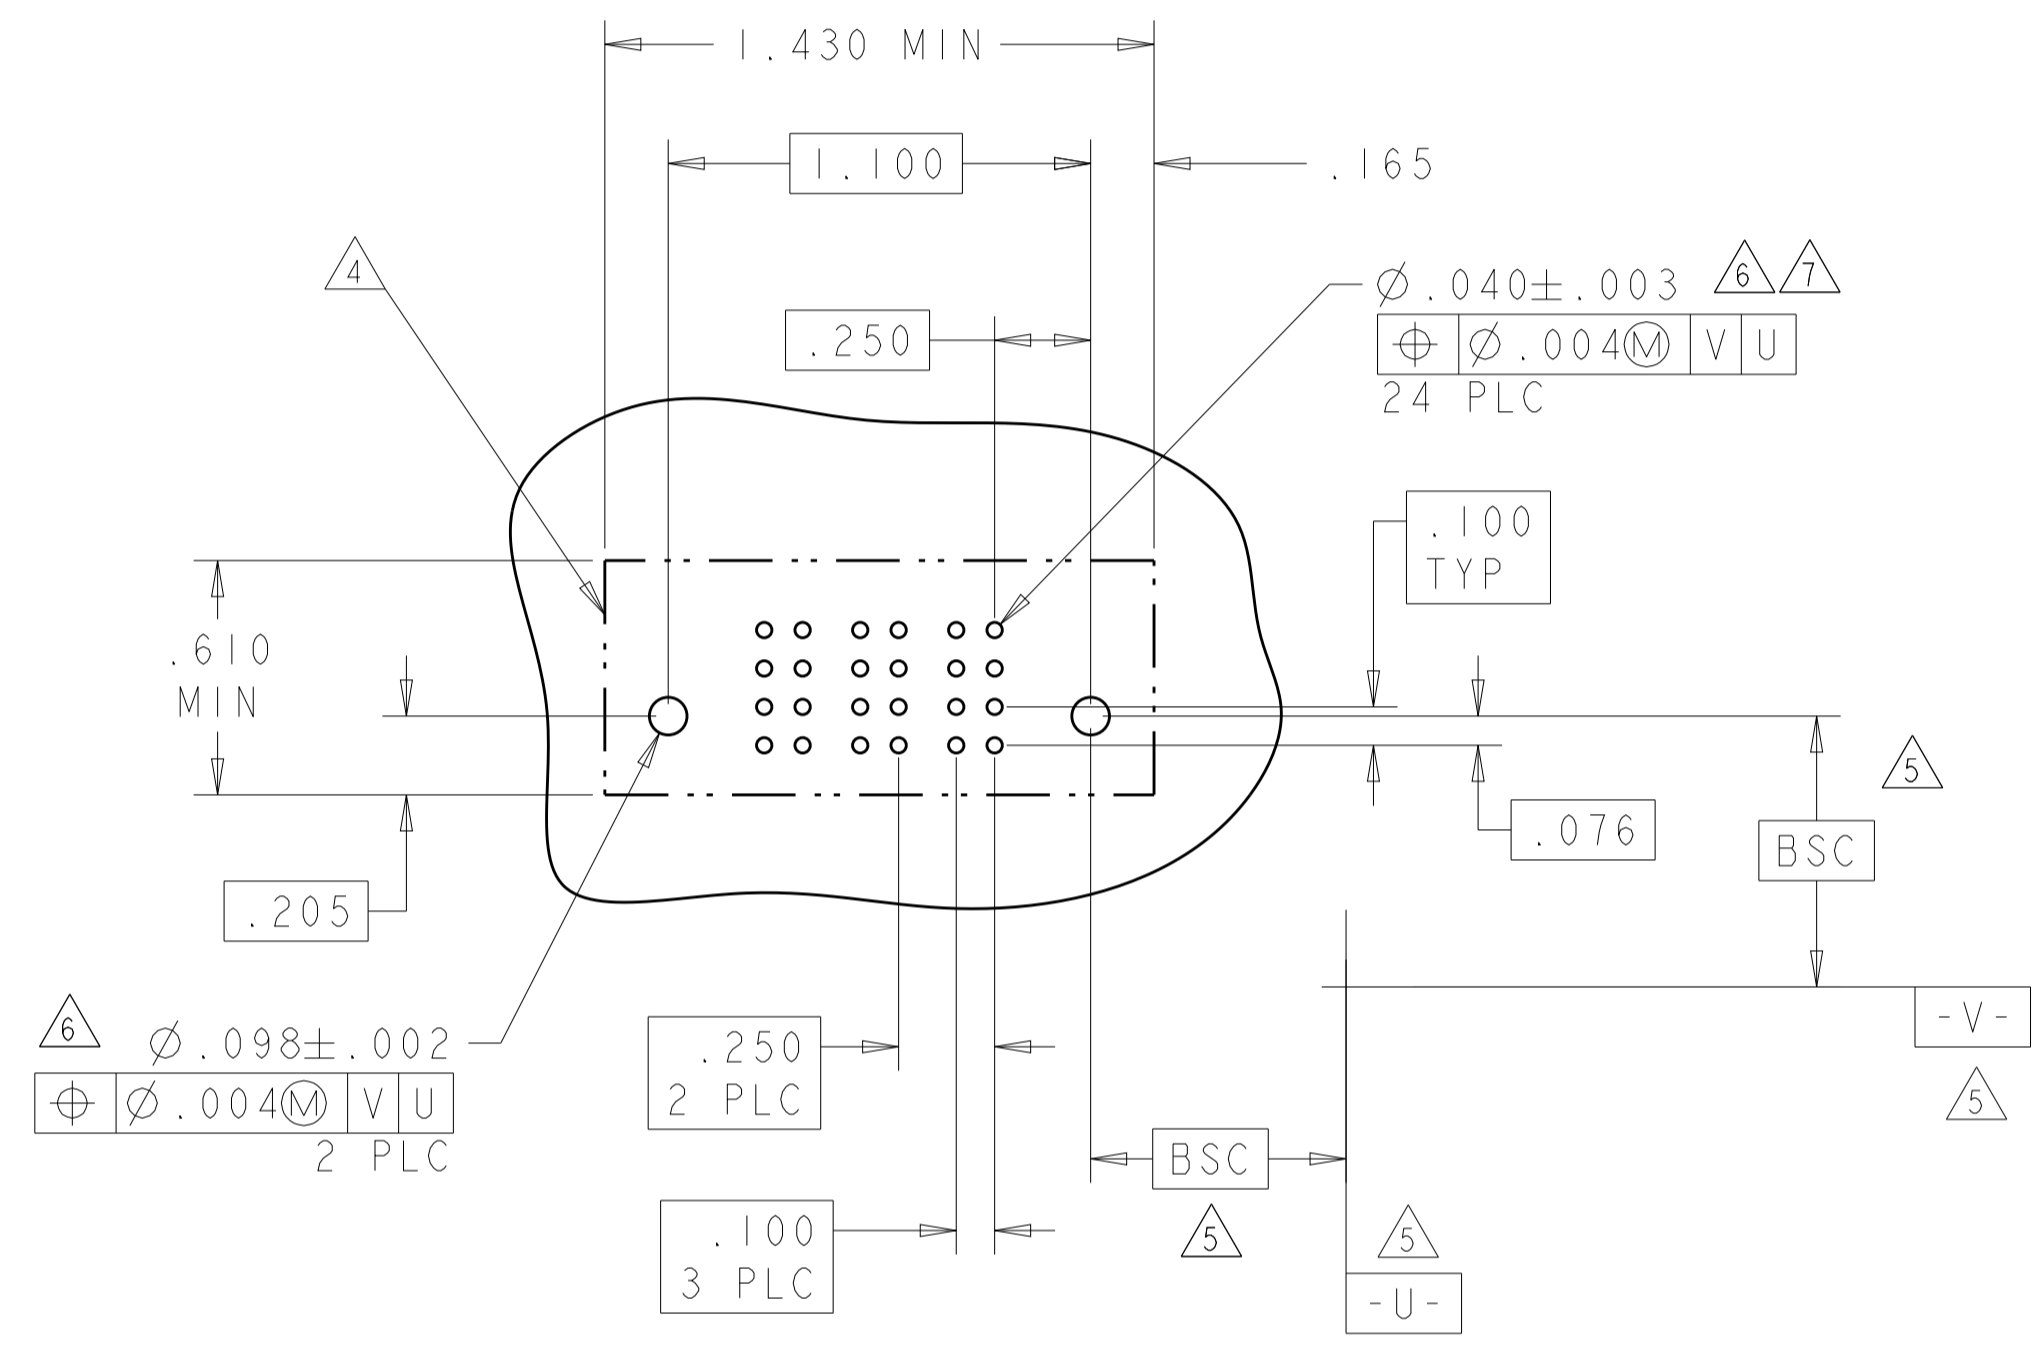 1.430 MIN
1.100
.165
4
Ø.040±.003 6 7
⌖ Ø.004Ⓜ V U
24 PLC
.250
.100
TYP
.610
MIN
5
.076
BSC
.205
-V-
5
6 Ø.098±.002
⌖ Ø.004Ⓜ V U
2 PLC
.250
2 PLC
BSC
5
5
.100
3 PLC
-U-